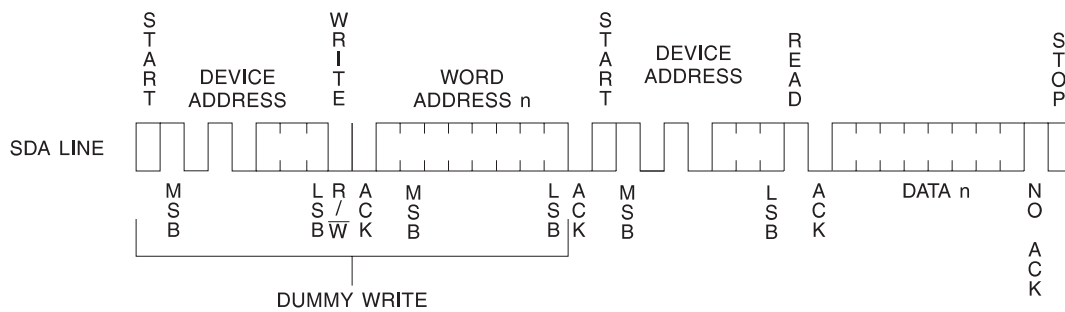 START
WRITE
START
READ
STOP
DEVICE
ADDRESS
WORD
ADDRESS n
DEVICE
ADDRESS
SDA LINE
MSB
LSB
R/W
ACK
MSB
LSB
ACK
MSB
LSB
ACK
DATA n
NO ACK
DUMMY WRITE